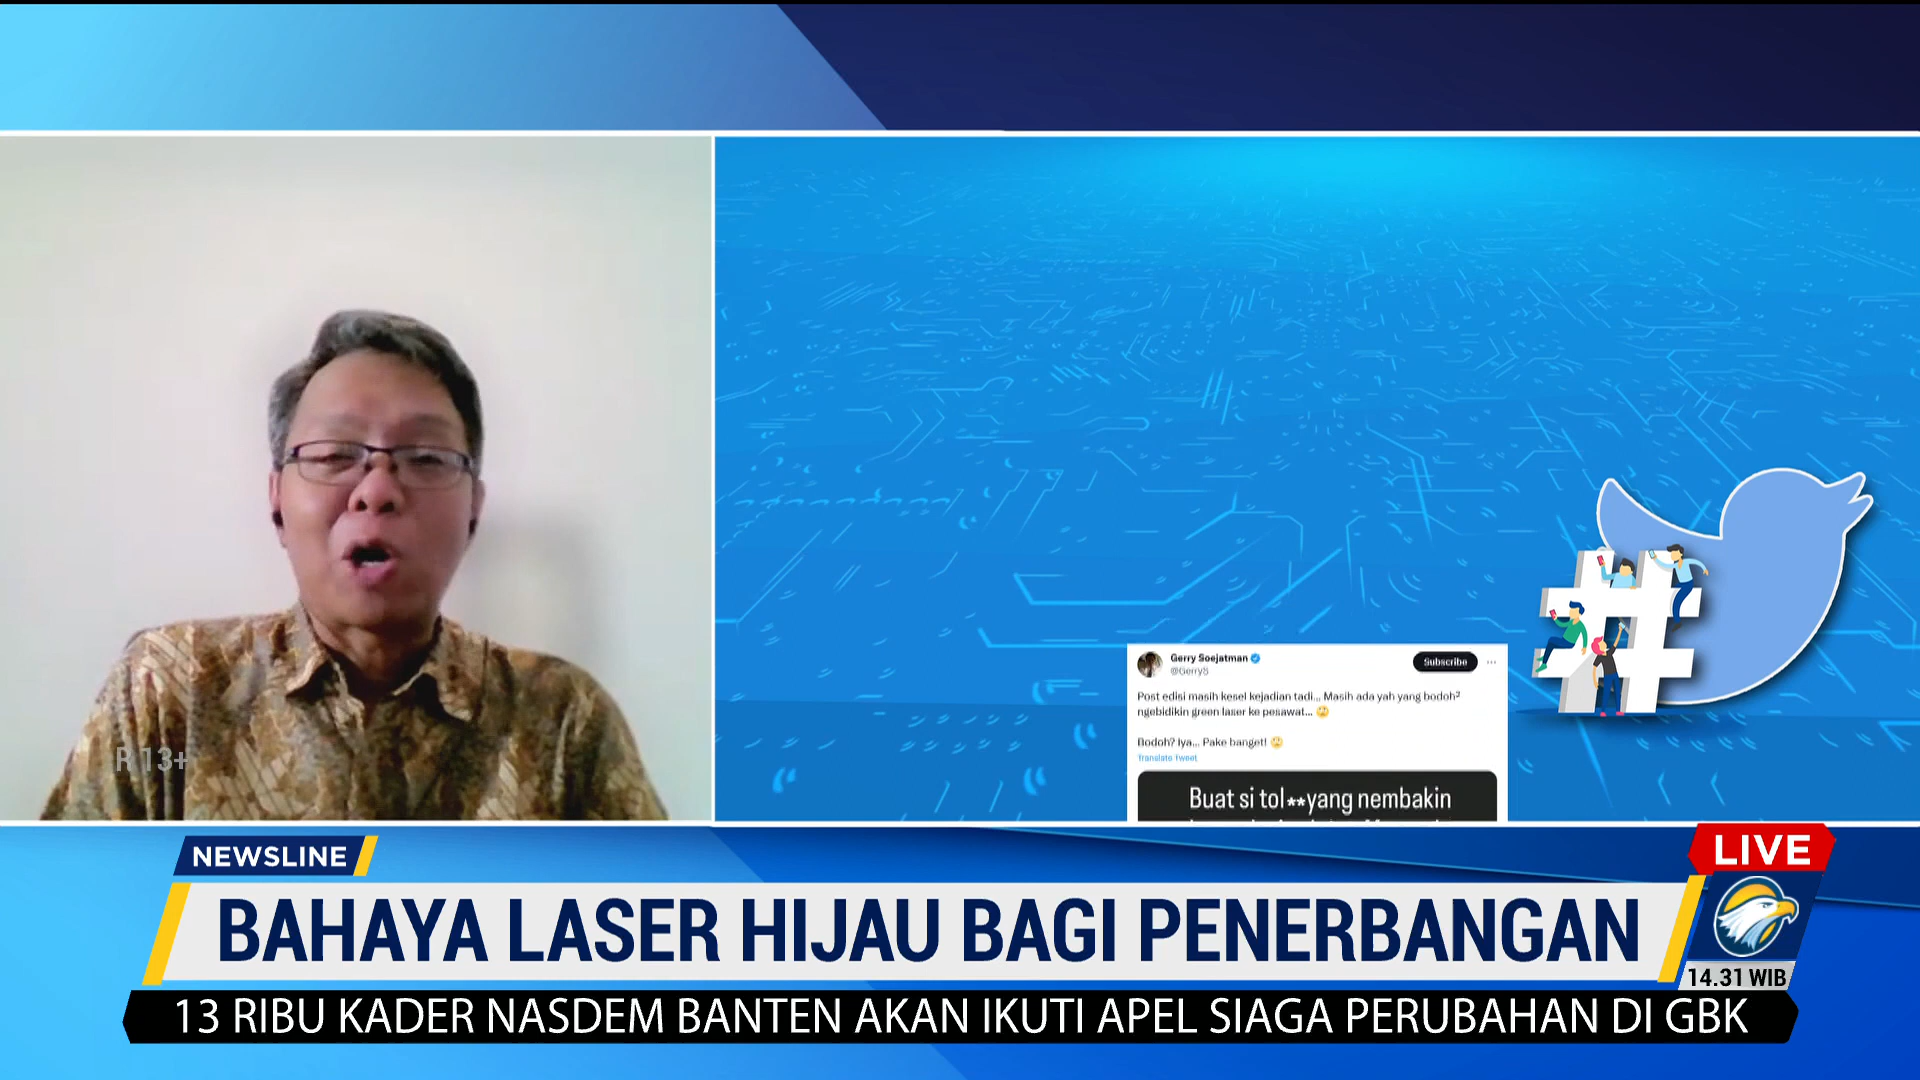 Gerry Soejatman
@GerryS
Subscribe
Post edisi masih kesel kejadian tadi... Masih ada yah yang bodoh²
ngebidikin green laser ke pesawat... 🙄
Bodoh? Iya... Pake banget! 🙄
Translate Tweet
Buat si tol**yang nembakin
R 13+
NEWSLINE
LIVE
BAHAYA LASER HIJAU BAGI PENERBANGAN
14.31 WIB
13 RIBU KADER NASDEM BANTEN AKAN IKUTI APEL SIAGA PERUBAHAN DI GBK